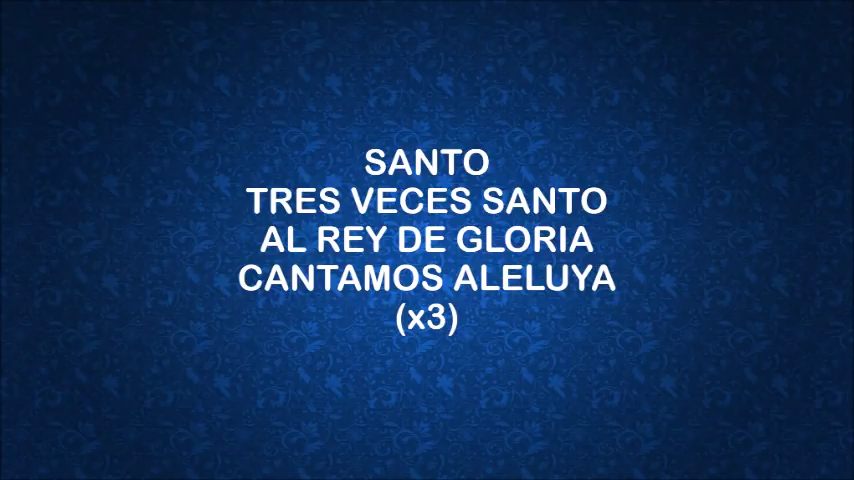 SANTO
TRES VECES SANTO
AL REY DE GLORIA
CANTAMOS ALELUYA
(x3)